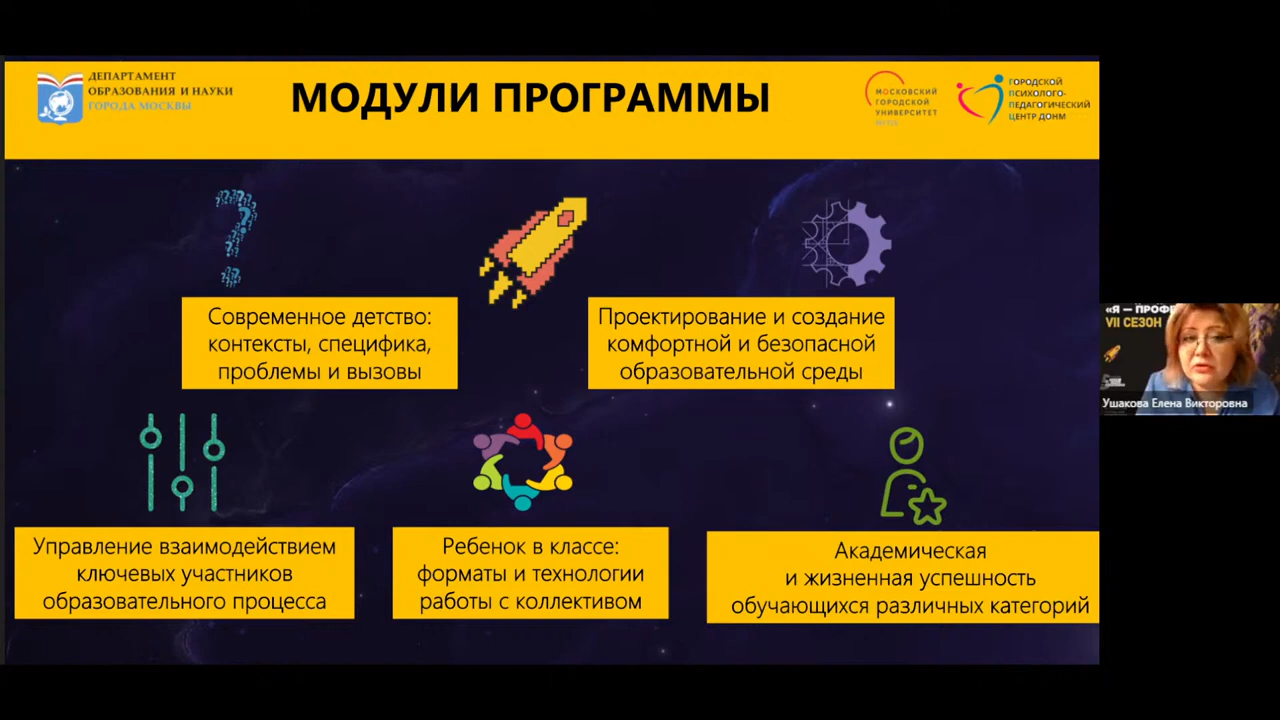 ДЕПАРТАМЕНТ
ОБРАЗОВАНИЯ И НАУКИ
ГОРОДА МОСКВЫ
МОДУЛИ ПРОГРАММЫ
МОСКОВСКИЙ
ГОРОДСКОЙ
УНИВЕРСИТЕТ
ГОРОДСКОЙ
ПСИХОЛОГО-
ПЕДАГОГИЧЕСКИЙ
ЦЕНТР ДОНМ
Современное детство:
контексты, специфика,
проблемы и вызовы
Проектирование и создание
комфортной и безопасной
образовательной среды
«Я — ПРОФ
VII СЕЗОН
Ушакова Елена Викторовна
Управление взаимодействием
ключевых участников
образовательного процесса
Ребенок в классе:
форматы и технологии
работы с коллективом
Академическая
и жизненная успешность
обучающихся различных категорий